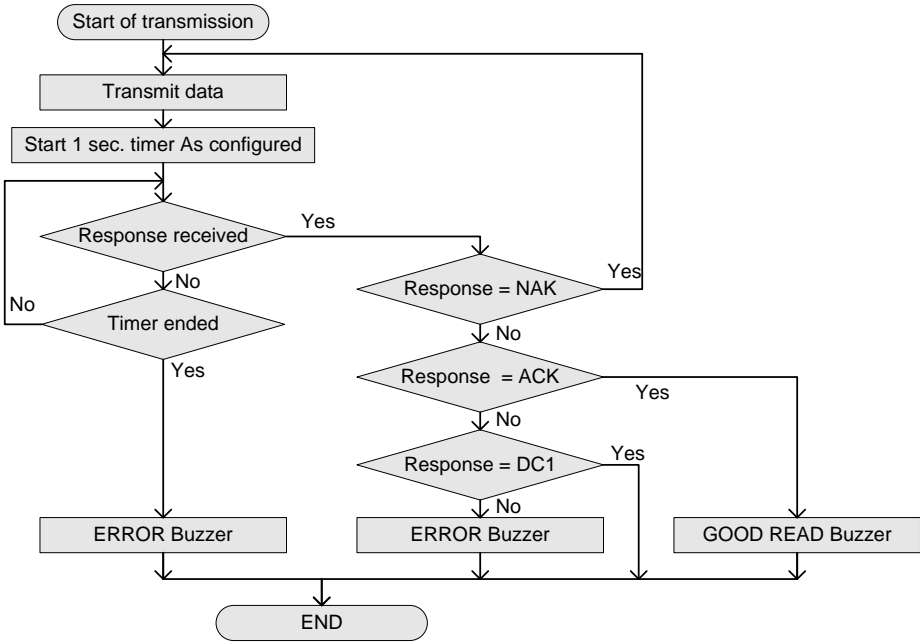 Start of transmission
Transmit data
Start 1 sec. timer As configured
Response received
Yes
No
Response = NAK
Yes
No
Timer ended
No
Yes
Response = ACK
Yes
No
Response = DC1
Yes
No
ERROR Buzzer
ERROR Buzzer
GOOD READ Buzzer
END